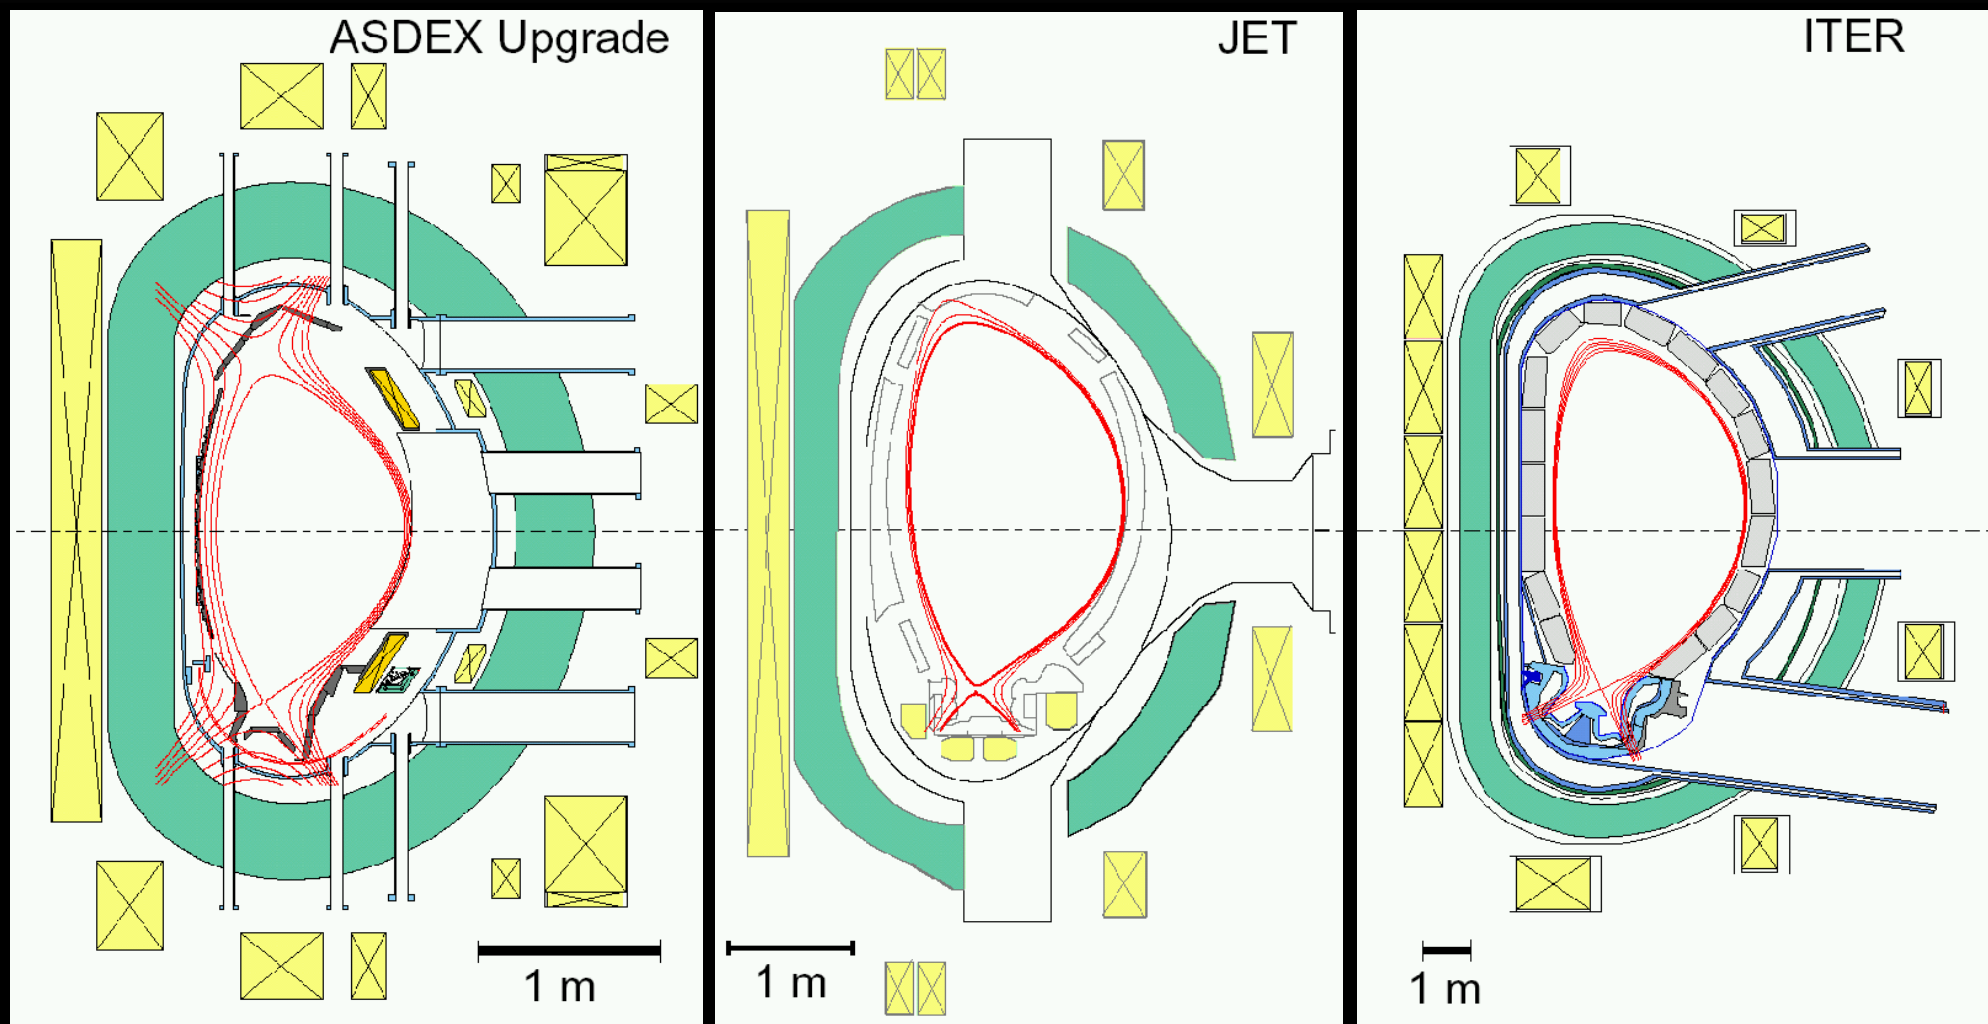 ASDEX Upgrade
JET
ITER
1 m
1 m
1 m